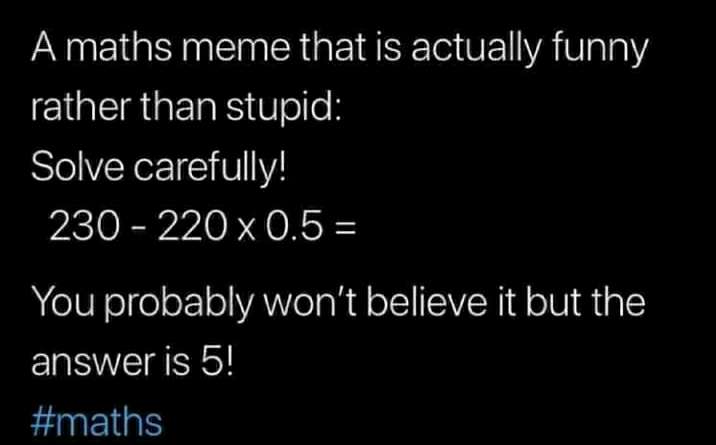 A maths meme that is actually funny
rather than stupid:
Solve carefully!
230 - 220 x 0.5 =
You probably won't believe it but the
answer is 5!
#maths